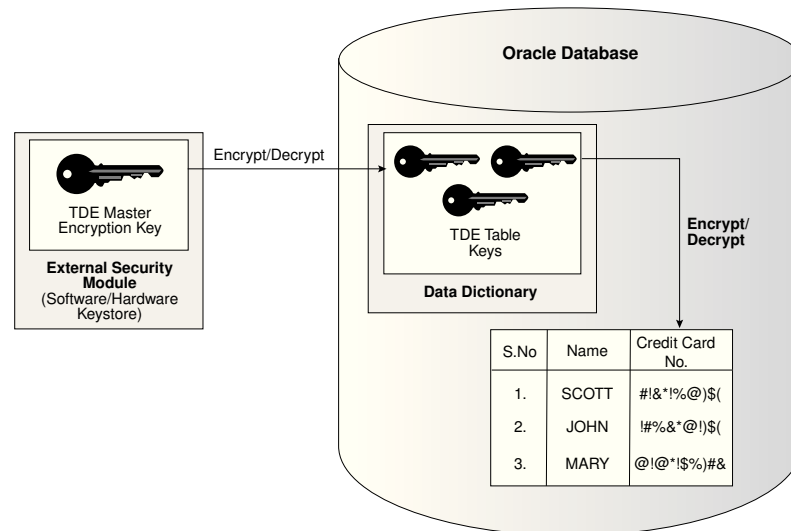 Oracle Database
Encrypt/Decrypt
TDE Master
Encryption Key
External Security
Module
(Software/Hardware
Keystore)
TDE Table
Keys
Data Dictionary
Encrypt/
Decrypt
S.No Name Credit Card
No.
1. SCOTT #!&*!%@)$(
2. JOHN !#%&*@!)$(
3. MARY @!@*!$%)#&